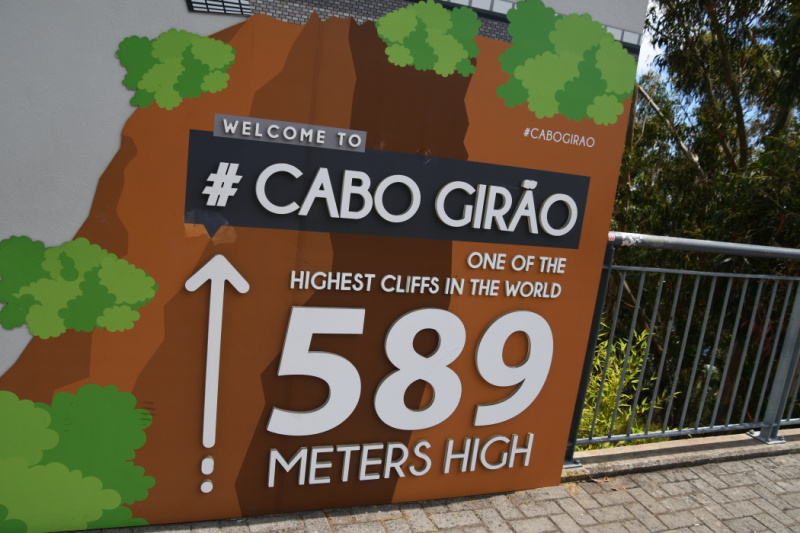 #CABOGIRAO
WELCOME TO
# CABO GIRÃO
ONE OF THE
HIGHEST CLIFFS IN THE WORLD
589
METERS HIGH